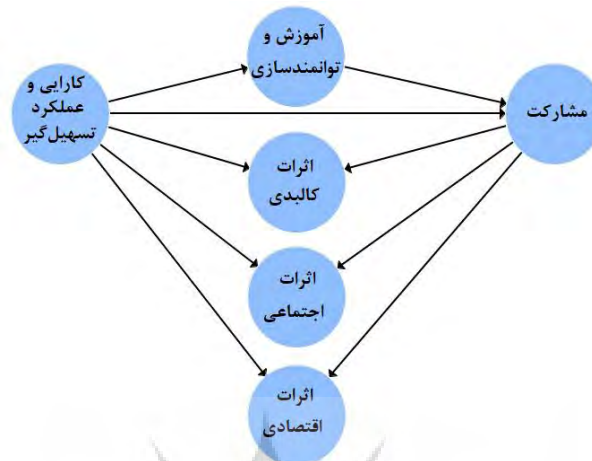 آموزش و
توانمندسازی
کارایی و
عملکرد
تسهیل‌گیر
مشارکت
اثرات
کالبدی
اثرات
اجتماعی
اثرات
اقتصادی